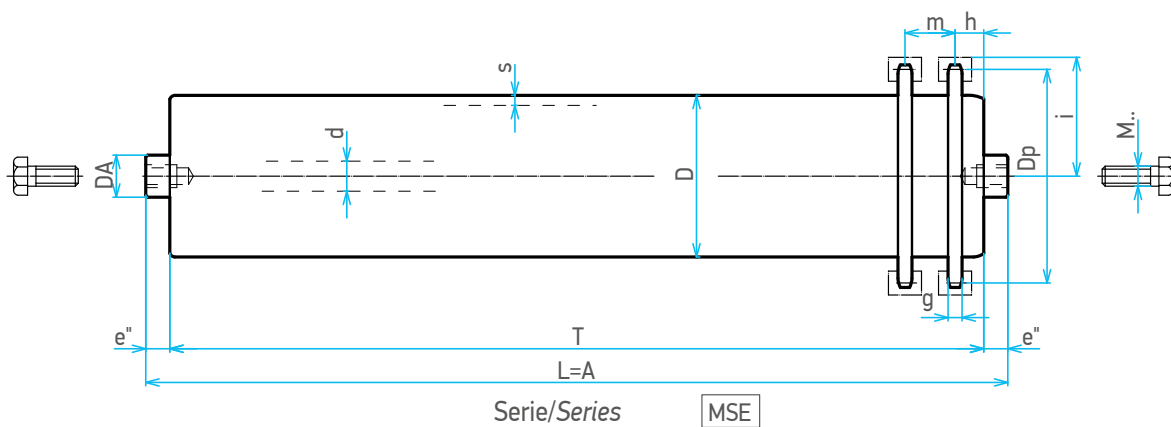 m h
s
i
d
M..
DA
D
Dp
g
e" T e"
L=A
Serie/Series MSE